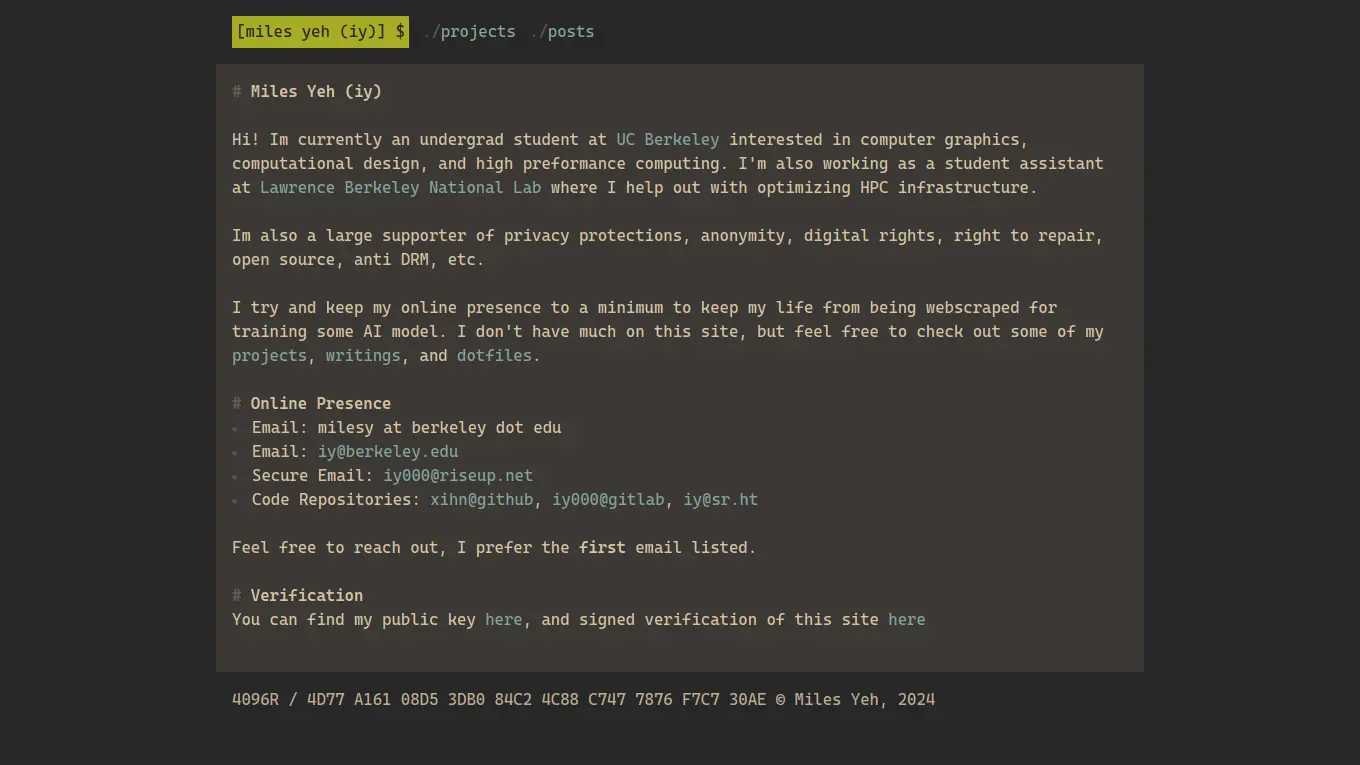 [miles yeh (iy)] $ ./projects ./posts
# Miles Yeh (iy)
Hi! Im currently an undergrad student at UC Berkeley interested in computer graphics,
computational design, and high preformance computing. I'm also working as a student assistant
at Lawrence Berkeley National Lab where I help out with optimizing HPC infrastructure.
Im also a large supporter of privacy protections, anonymity, digital rights, right to repair,
open source, anti DRM, etc.
I try and keep my online presence to a minimum to keep my life from being webscraped for
training some AI model. I don't have much on this site, but feel free to check out some of my
projects, writings, and dotfiles.
# Online Presence
Email: milesy at berkeley dot edu
Email: iy@berkeley.edu
Secure Email: iy000@riseup.net
Code Repositories: xihn@github, iy000@gitlab, iy@sr.ht
Feel free to reach out, I prefer the first email listed.
# Verification
You can find my public key here, and signed verification of this site here
4096R / 4D77 A161 08D5 3DB0 84C2 4C88 C747 7876 F7C7 30AE © Miles Yeh, 2024